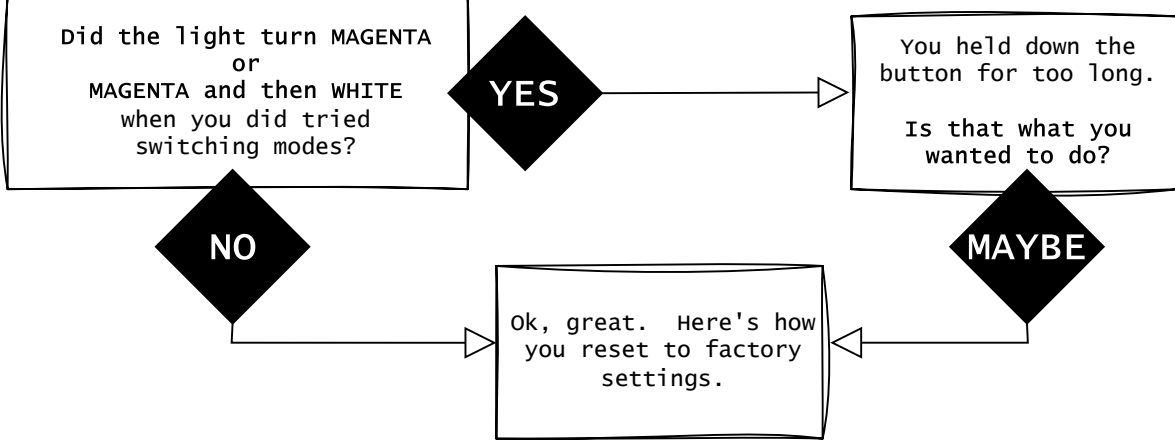 Did the light turn MAGENTA
or
MAGENTA and then WHITE
when you did tried
switching modes?
YES
You held down the
button for too long.
Is that what you
wanted to do?
NO
MAYBE
Ok, great. Here's how
you reset to factory
settings.